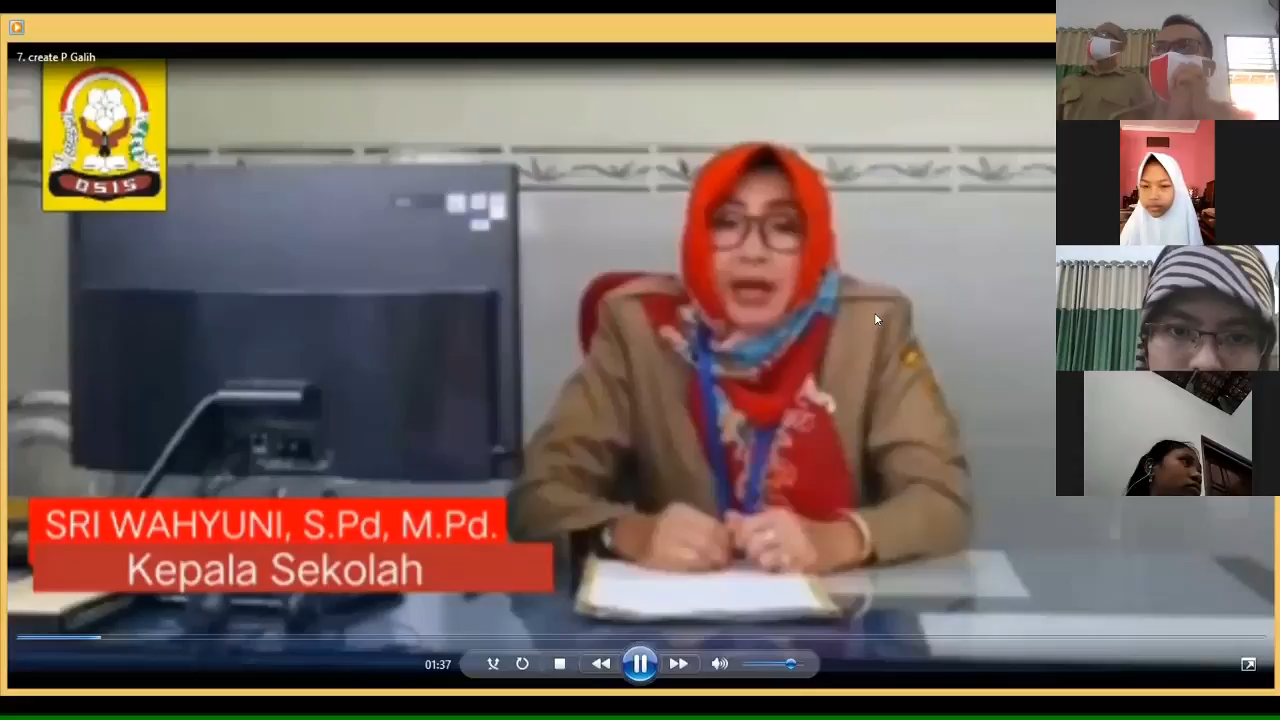 7. create P Galih
OSIS
SRI WAHYUNI, S.Pd, M.Pd.
Kepala Sekolah
01:37